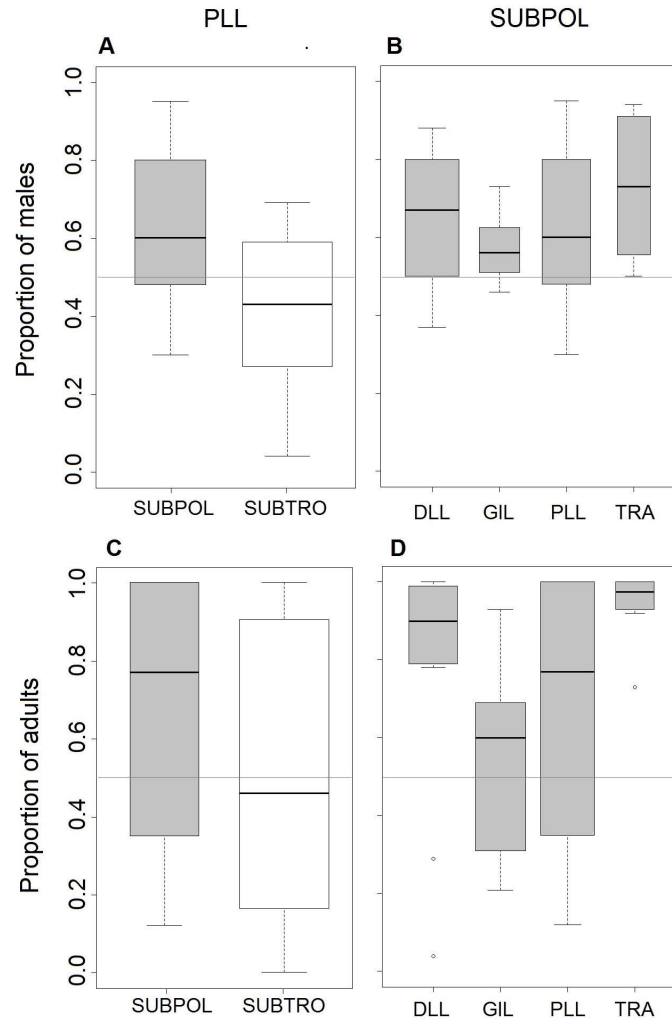 PLL SUBPOL
A B
Proportion of males
1.0
0.8
0.6
0.4
0.2
0.0
SUBPOL SUBTRO
DLL GIL PLL TRA
C D
Proportion of adults
1.0
0.8
0.6
0.4
0.2
0.0
SUBPOL SUBTRO
DLL GIL PLL TRA